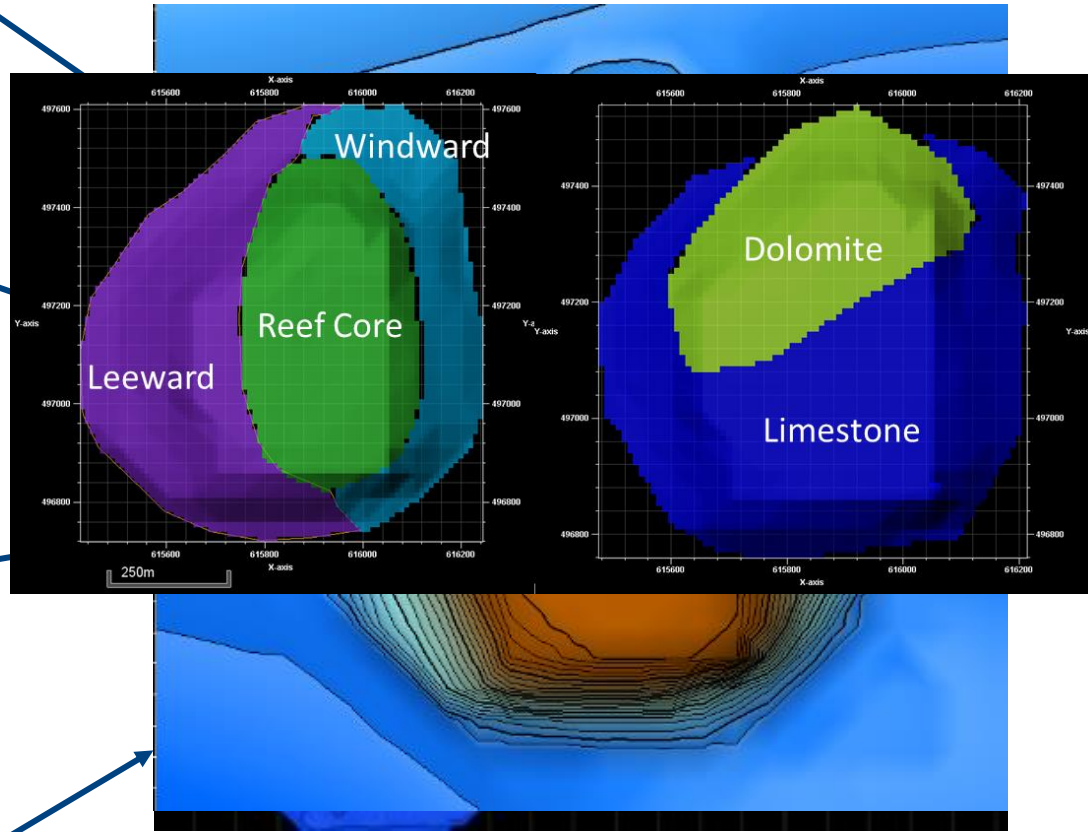 X-axis
615600 615800 616000 616200
497600 497600
Windward
497400 497400
497200 497200
Y-axis Y-a
Reef Core
Leeward
497000 497000
496800 496800
615600 615800 616000 616200
X-axis
250m
X-axis
615600 615800 616000 616200
497400 497400
Dolomite
497200 497200
Y-axis Y-axis
497000 497000
Limestone
496800 496800
615600 615800 616000 616200
X-axis